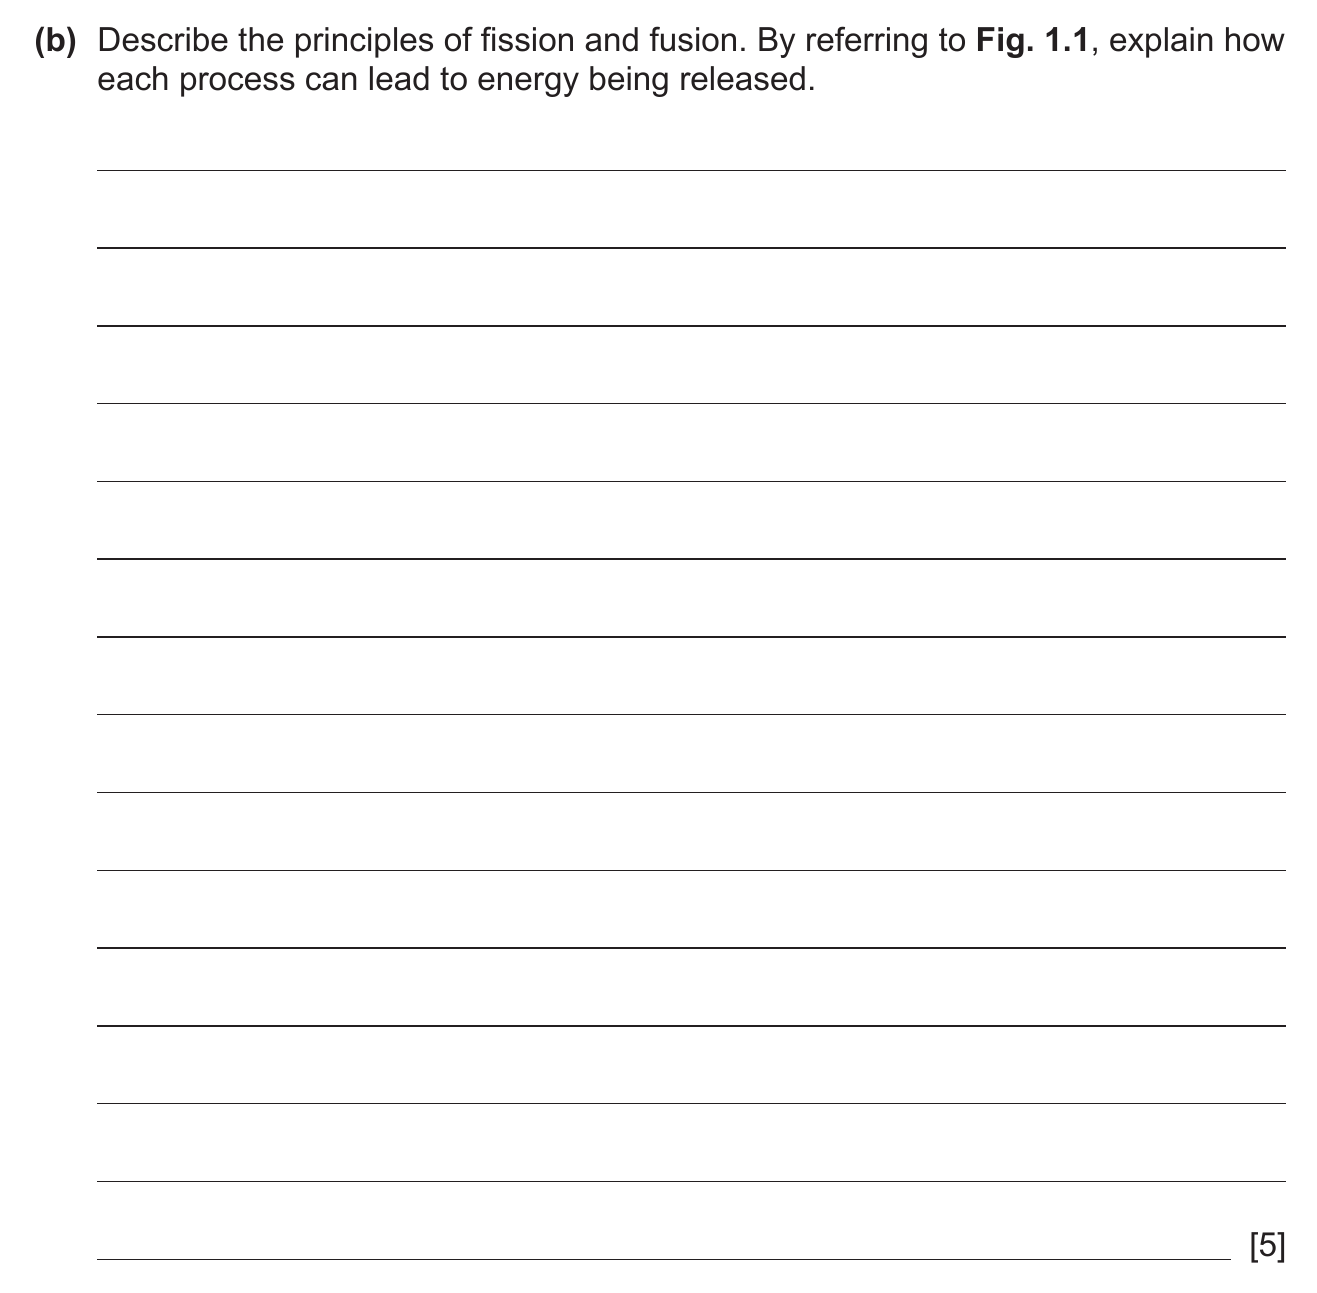 (b) Describe the principles of fission and fusion. By referring to Fig. 1.1, explain how
each process can lead to energy being released.
[5]